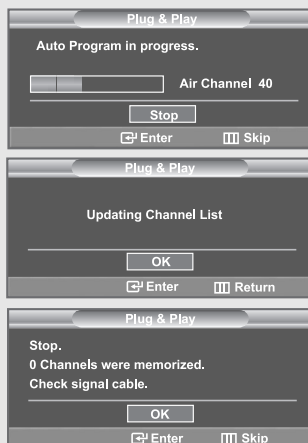 Plug & Play
Auto Program in progress.
Air Channel 40
Stop
Enter Skip
Plug & Play
Updating Channel List
OK
Enter Return
Plug & Play
Stop.
0 Channels were memorized.
Check signal cable.
OK
Enter Skip